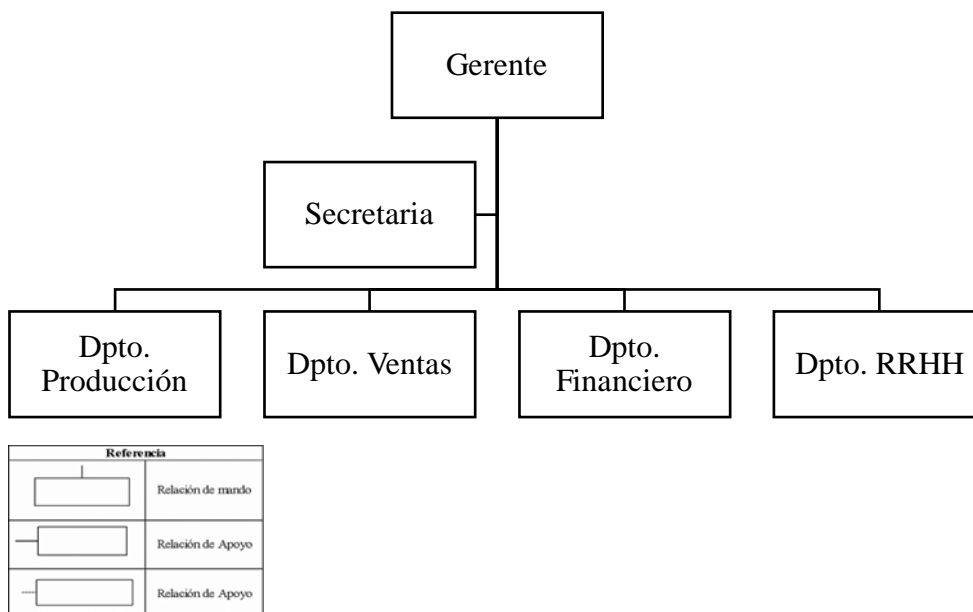 Gerente
Secretaria
Dpto.
Producción
Dpto. Ventas
Dpto.
Financiero
Dpto. RRHH
Referencia
Relación de mando
Relación de Apoyo
Relación de Apoyo